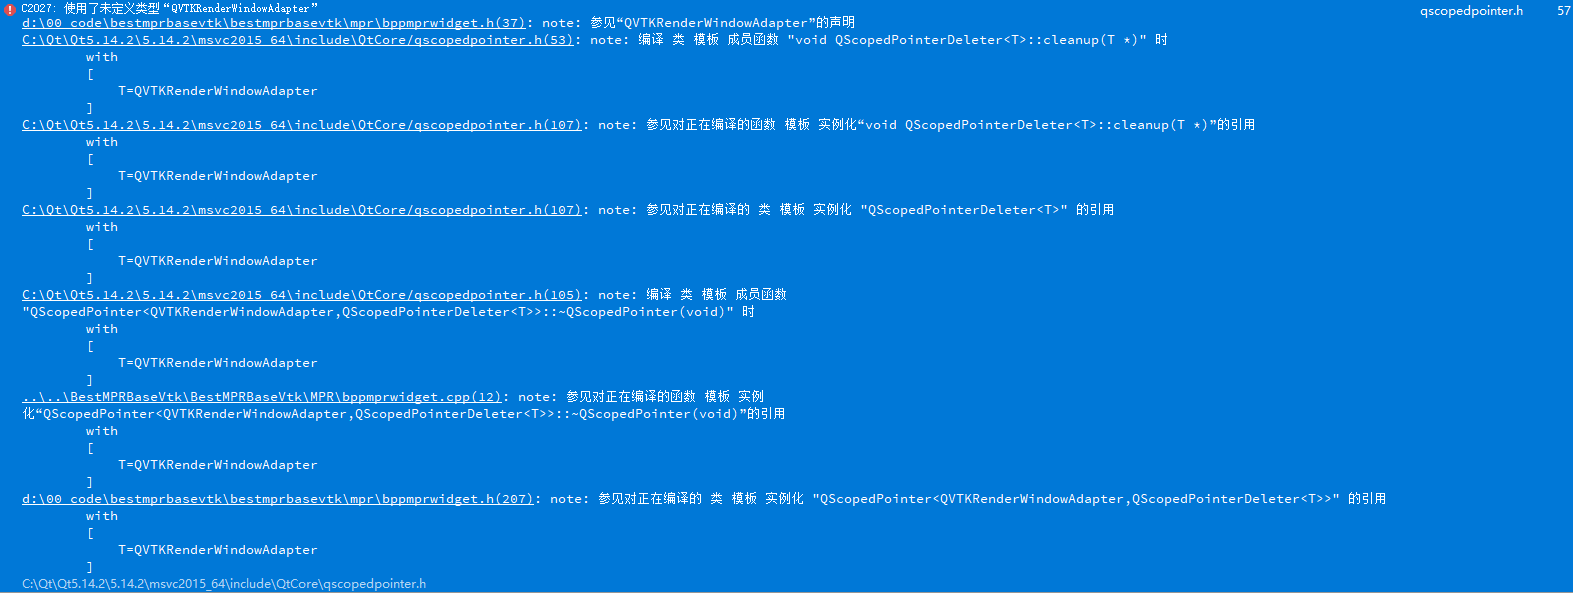 C2027: 使用了未定义类型“QVTKRenderWindowAdapter” qscopedpointer.h 57
d:\00_code\bestmprbasevtk\bestmprbasevtk\mpr\bppmprwidget.h(37): note: 参见“QVTKRenderWindowAdapter”的声明
C:\Qt\Qt5.14.2\5.14.2\msvc2015_64\include\QtCore/qscopedpointer.h(53): note: 编译 类 模板 成员函数 "void QScopedPointerDeleter<T>::cleanup(T *)" 时
with
[
T=QVTKRenderWindowAdapter
]
C:\Qt\Qt5.14.2\5.14.2\msvc2015_64\include\QtCore/qscopedpointer.h(107): note: 参见对正在编译的函数 模板 实例化“void QScopedPointerDeleter<T>::cleanup(T *)”的引用
with
[
T=QVTKRenderWindowAdapter
]
C:\Qt\Qt5.14.2\5.14.2\msvc2015_64\include\QtCore/qscopedpointer.h(107): note: 参见对正在编译的 类 模板 实例化 "QScopedPointerDeleter<T>" 的引用
with
[
T=QVTKRenderWindowAdapter
]
C:\Qt\Qt5.14.2\5.14.2\msvc2015_64\include\QtCore/qscopedpointer.h(105): note: 编译 类 模板 成员函数
"QScopedPointer<QVTKRenderWindowAdapter,QScopedPointerDeleter<T>>::~QScopedPointer(void)" 时
with
[
T=QVTKRenderWindowAdapter
]
..\..\BestMPRBaseVtk\BestMPRBaseVtk\MPR\bppmprwidget.cpp(12): note: 参见对正在编译的函数 模板 实例
化“QScopedPointer<QVTKRenderWindowAdapter,QScopedPointerDeleter<T>>::~QScopedPointer(void)”的引用
with
[
T=QVTKRenderWindowAdapter
]
d:\00_code\bestmprbasevtk\bestmprbasevtk\mpr\bppmprwidget.h(207): note: 参见对正在编译的 类 模板 实例化 "QScopedPointer<QVTKRenderWindowAdapter,QScopedPointerDeleter<T>>" 的引用
with
[
T=QVTKRenderWindowAdapter
]
C:\Qt\Qt5.14.2\5.14.2\msvc2015_64\include\QtCore\qscopedpointer.h